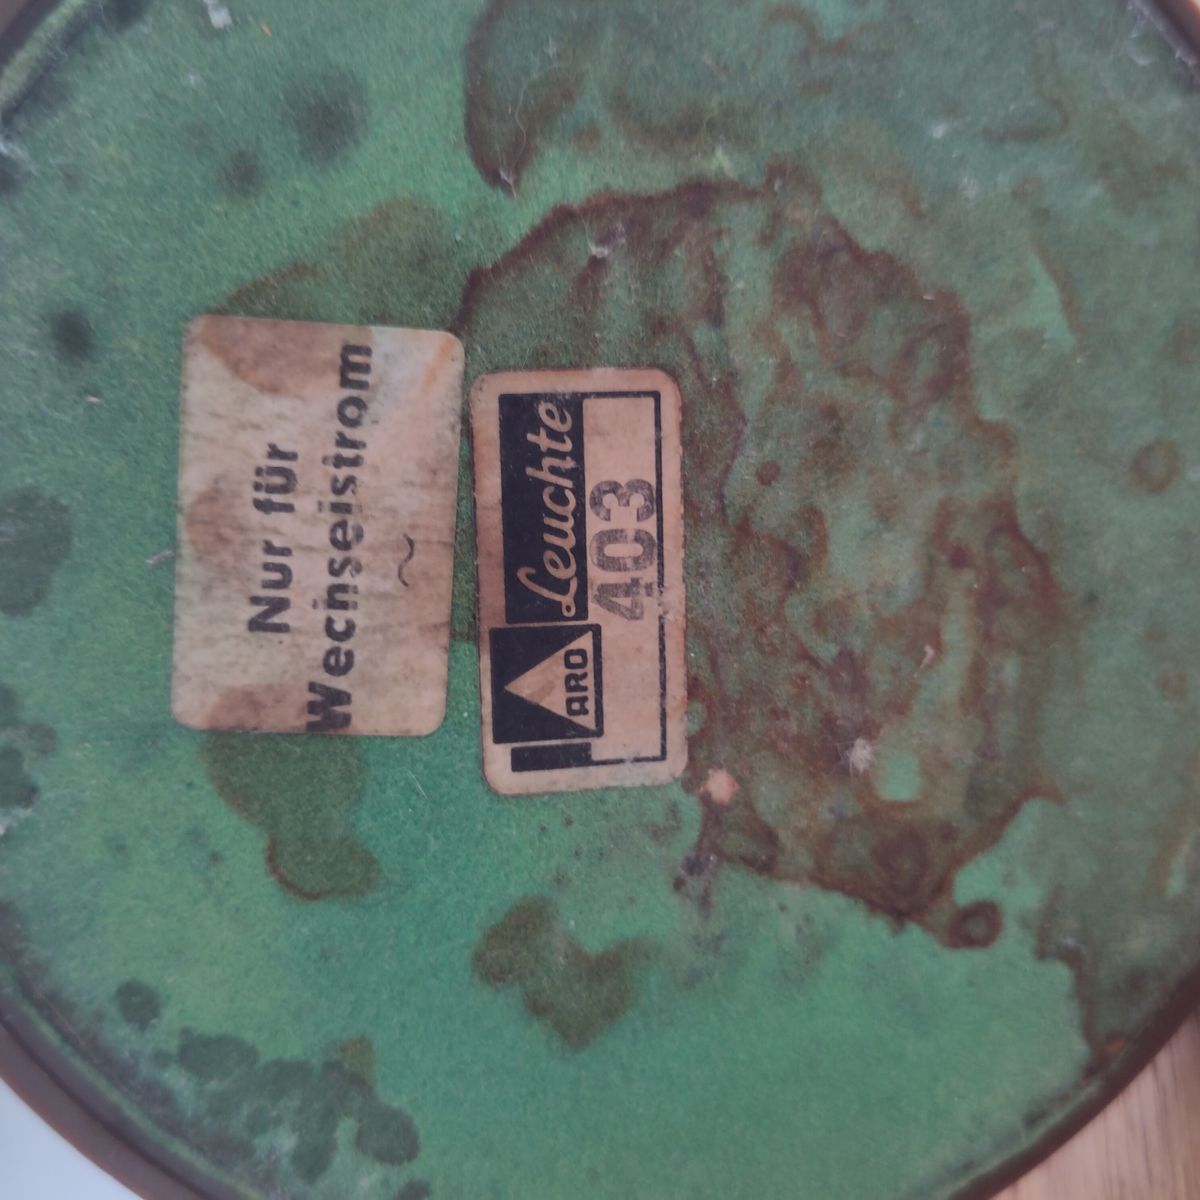 Nur für
Wechselstrom
~
ARO Leuchte
403